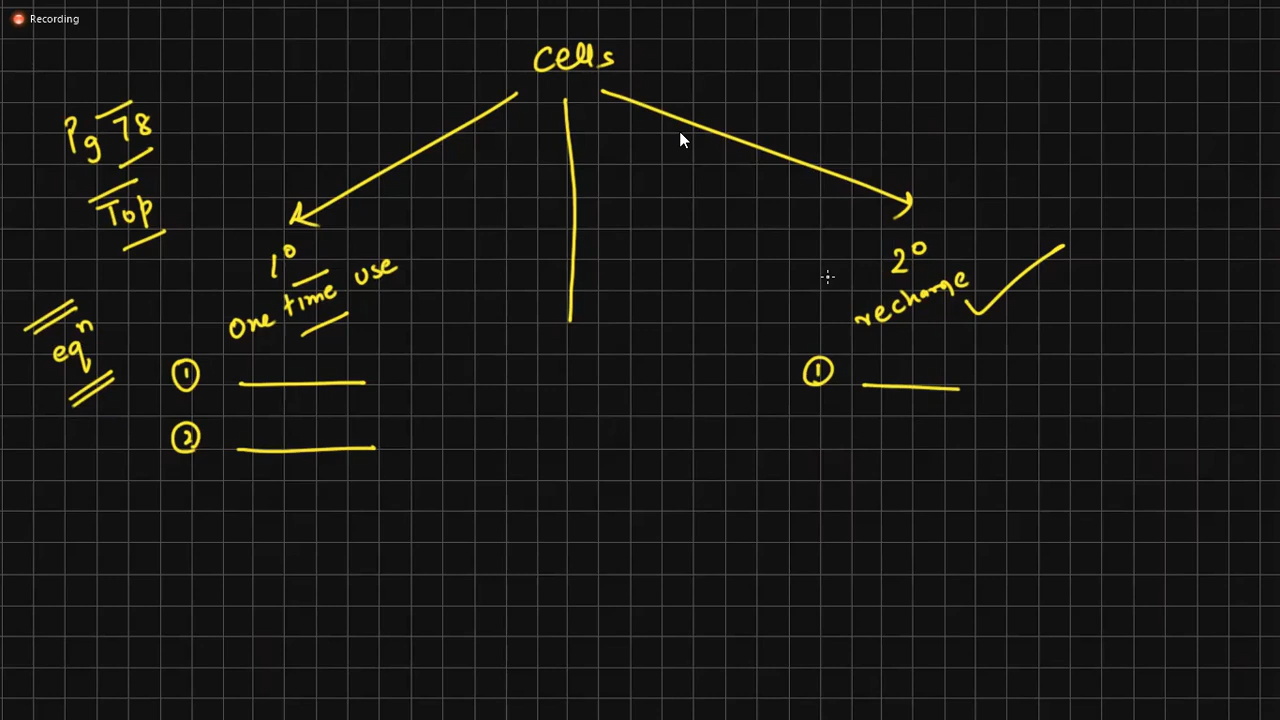 Recording
Cells
Pg 78
Top
1°
one time use
2°
recharge
eqⁿ
①
②
①